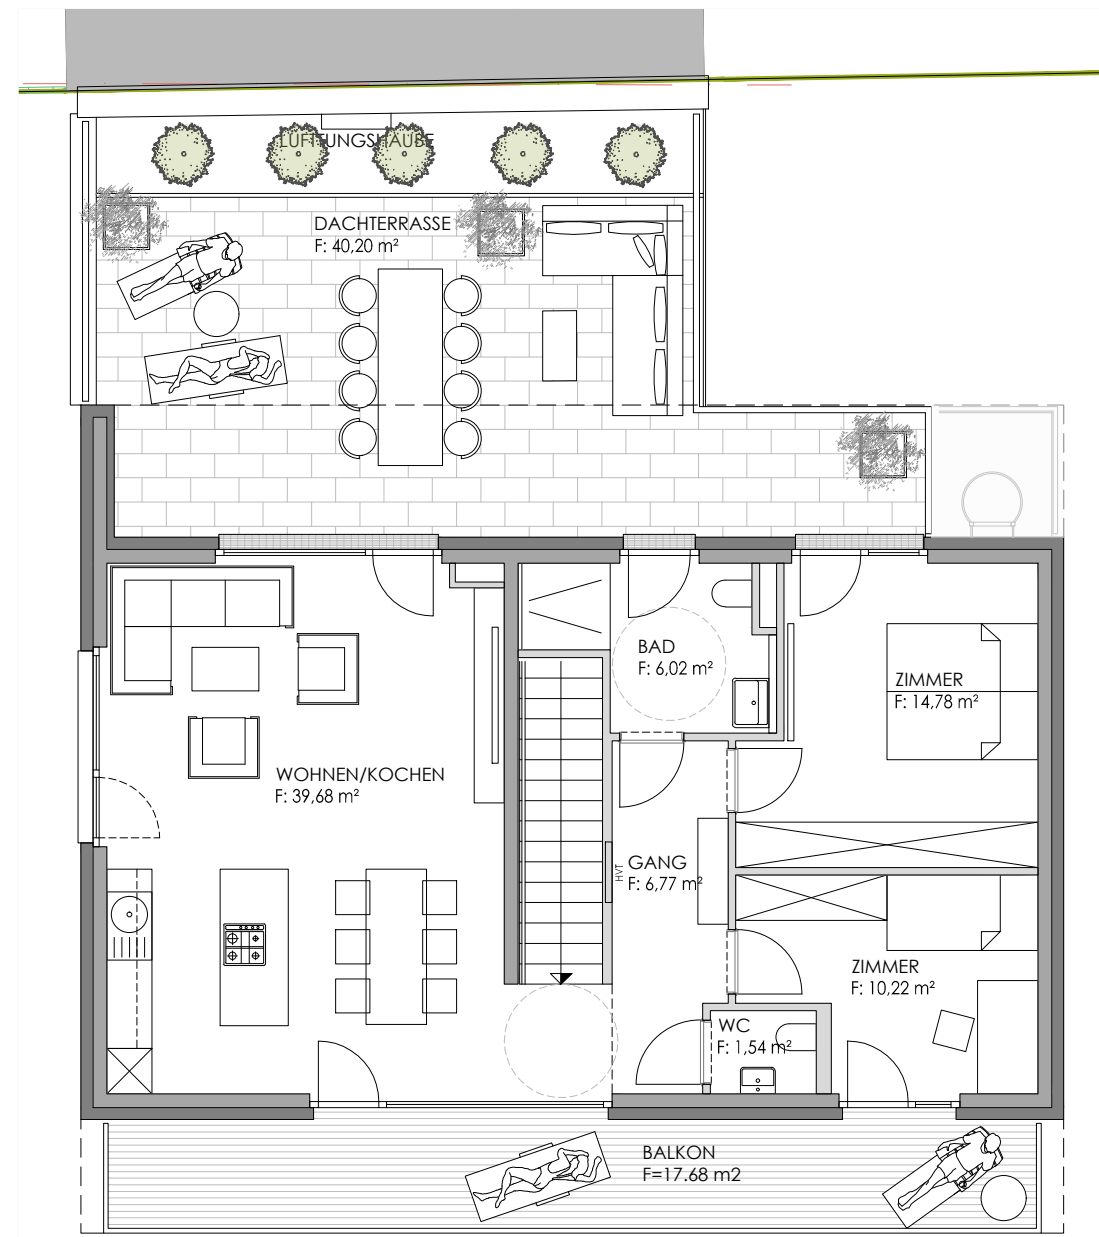 LÜFTUNGSHAUBE
DACHTERRASSE
F: 40,20 m²
BAD
F: 6,02 m²
ZIMMER
F: 14,78 m²
WOHNEN/KOCHEN
F: 39,68 m²
HVT
GANG
F: 6,77 m²
ZIMMER
F: 10,22 m²
WC
F: 1,54 m²
BALKON
F=17.68 m2